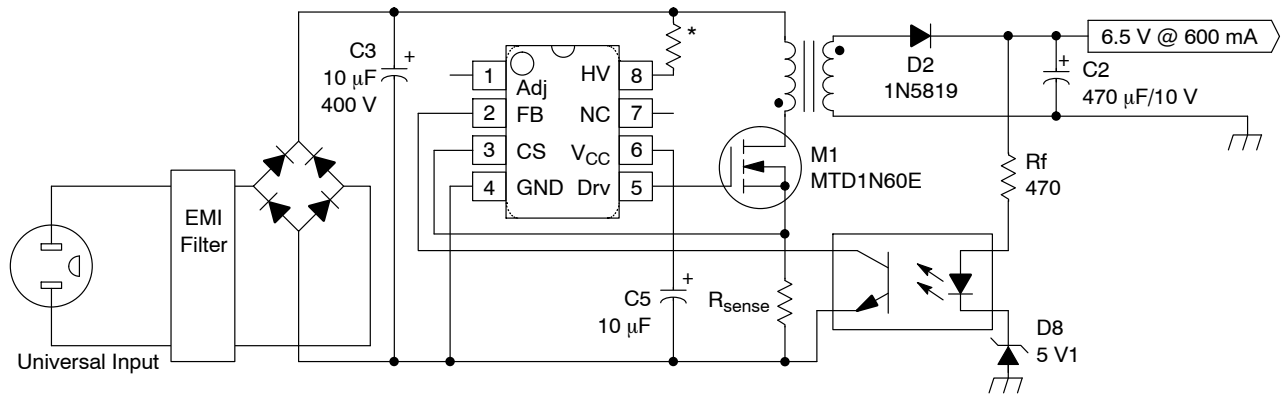 *
C3
10 μF
400 V
+
1
Adj
HV
8
2
FB
NC
7
3
CS
VCC
6
4
GND
Drv
5
D2
1N5819
+
6.5 V @ 600 mA
C2
470 μF/10 V
M1
MTD1N60E
Rf
470
EMI
Filter
+
C5
10 μF
Rsense
D8
5 V1
Universal Input